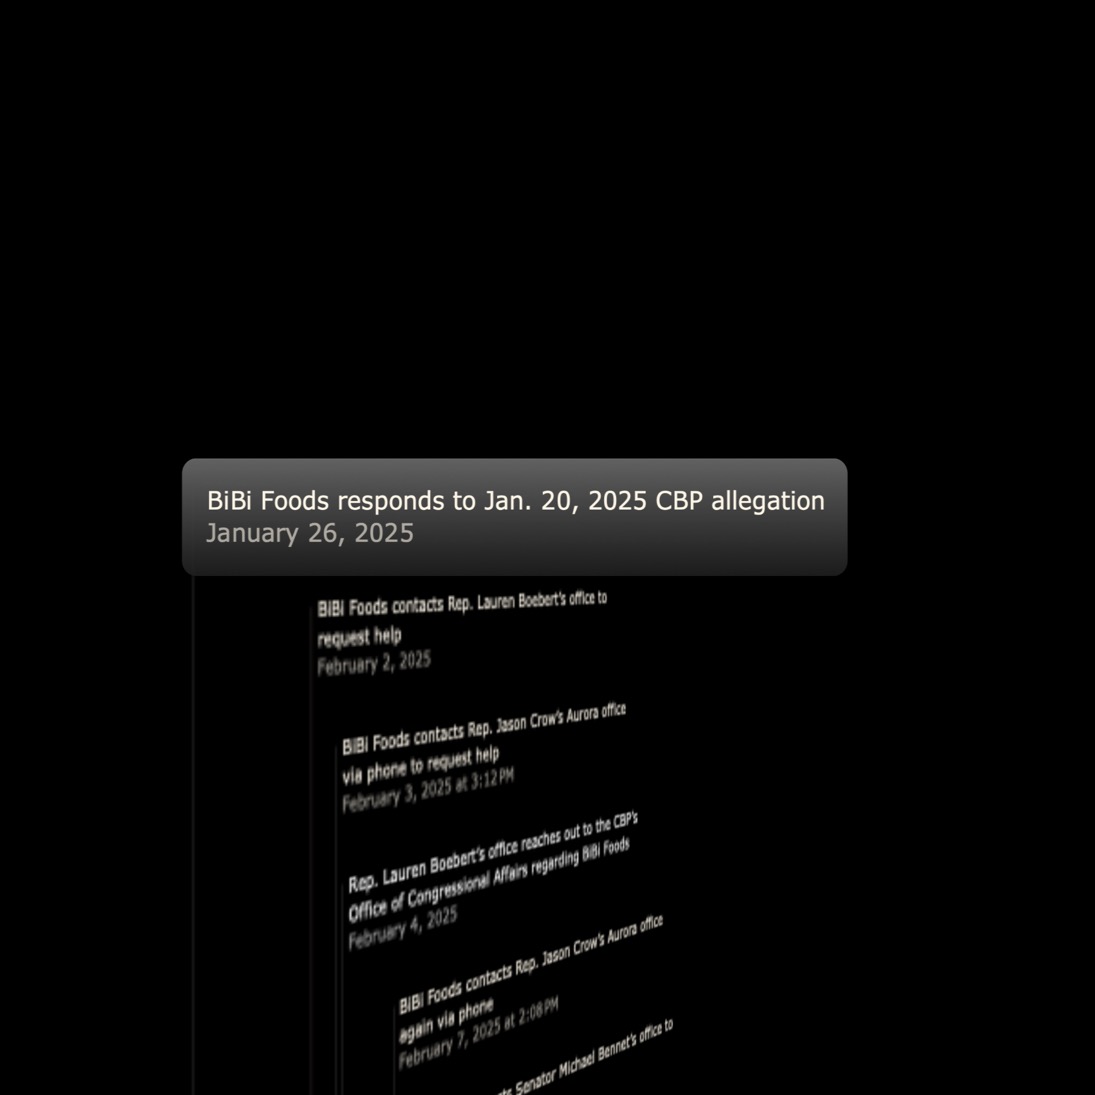 BiBi Foods responds to Jan. 20, 2025 CBP allegation
January 26, 2025
BiBi Foods contacts Rep. Lauren Boebert's office to
request help
February 2, 2025
BiBi Foods contacts Rep. Jason Crow's Aurora office
via phone to request help
February 3, 2025 at 3:12 PM
Rep. Lauren Boebert's office reaches out to the CBP's
Office of Congressional Affairs regarding BiBi Foods
February 4, 2025
BiBi Foods contacts Rep. Jason Crow's Aurora office
again via phone
February 7, 2025 at 2:08 PM
Senator Michael Bennet's office to